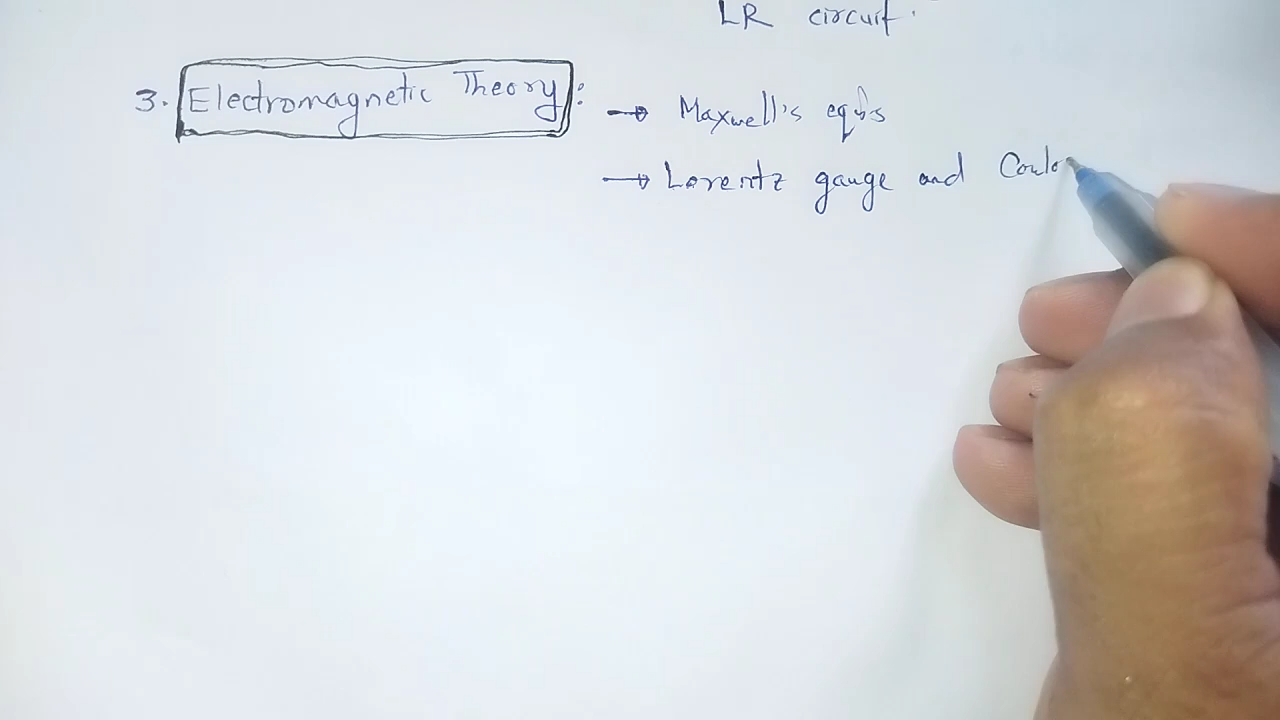 LR circuit.
3. Electromagnetic Theory: → Maxwell's eqns
→ Lorentz gauge and Coulo